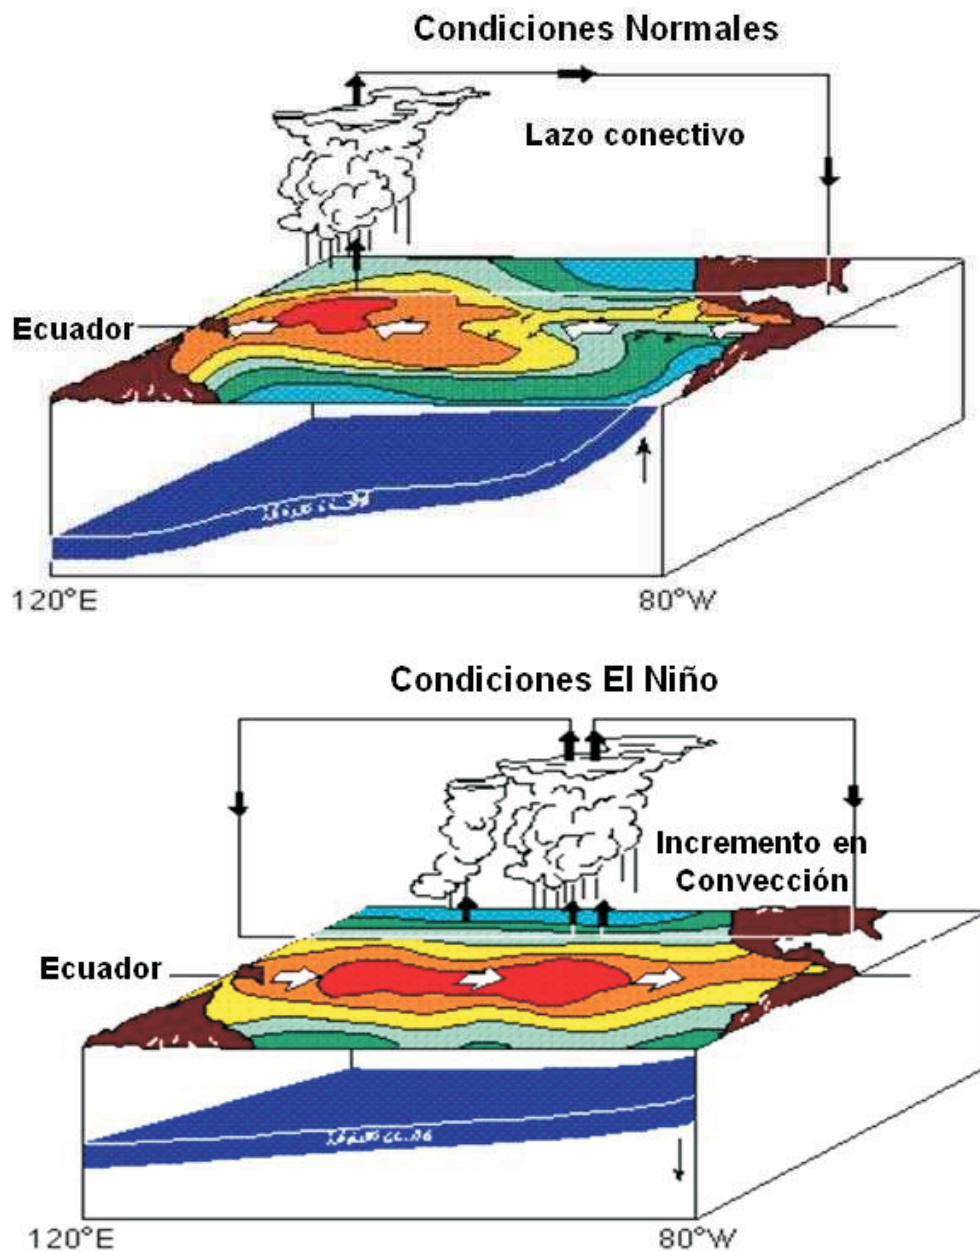 Condiciones Normales
Lazo conectivo
Ecuador
120°E
80°W
Condiciones El Niño
Incremento en
Convección
Ecuador
120°E
80°W